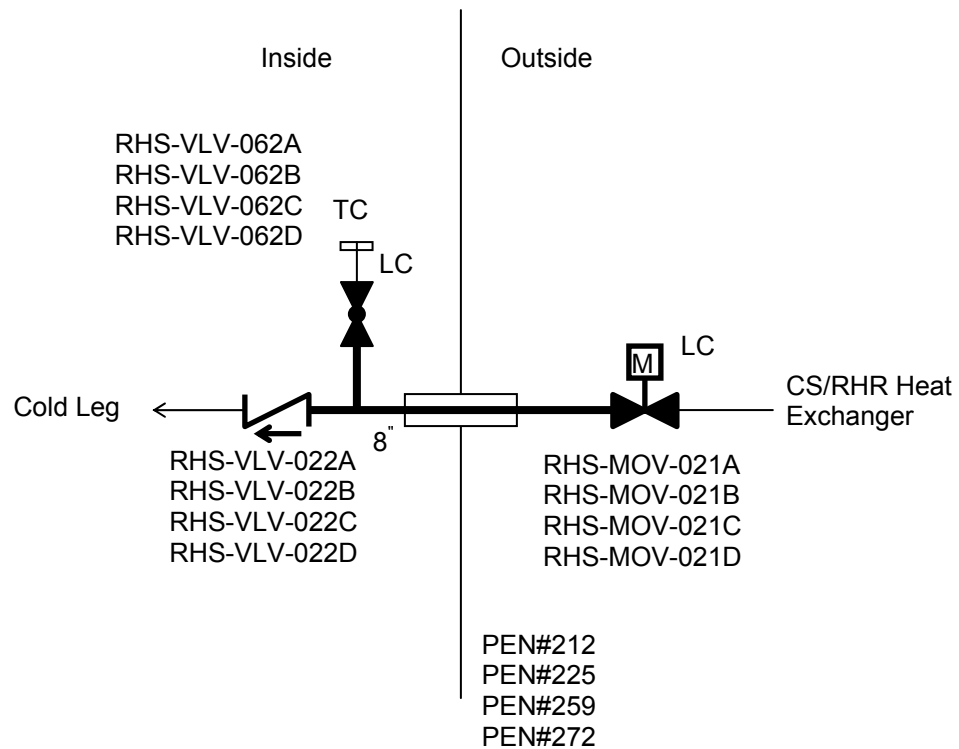 Inside
Outside
RHS-VLV-062A
RHS-VLV-062B
RHS-VLV-062C
RHS-VLV-062D
TC
LC
M
LC
Cold Leg
8"
CS/RHR Heat
Exchanger
RHS-VLV-022A
RHS-VLV-022B
RHS-VLV-022C
RHS-VLV-022D
RHS-MOV-021A
RHS-MOV-021B
RHS-MOV-021C
RHS-MOV-021D
PEN#212
PEN#225
PEN#259
PEN#272